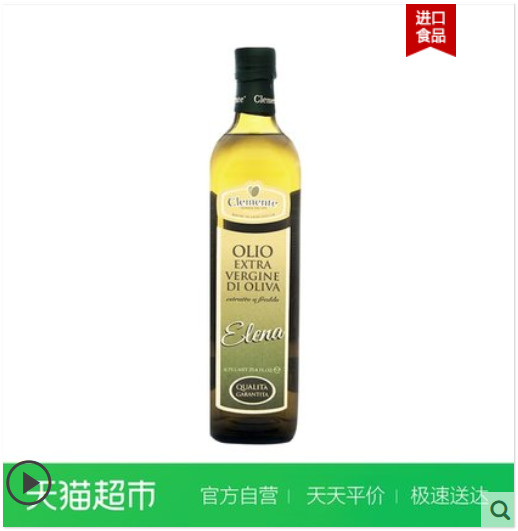 进口
食品
Clemente
Clemente
OLIO
EXTRA
VERGINE
DI OLIVA
estratto a freddo
Elena
QUALITÀ
GARANTITA
天猫超市
官方自营 | 天天平价 | 极速送达